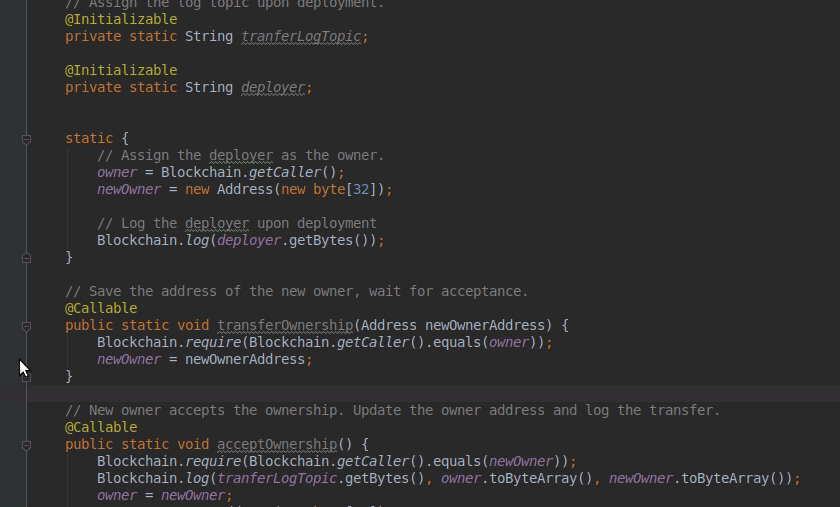 // Assign the log topic upon deployment.
@Initializable
private static String tranferLogTopic;
@Initializable
private static String deployer;
static {
// Assign the deployer as the owner.
owner = Blockchain.getCaller();
newOwner = new Address(new byte[32]);
// Log the deployer upon deployment
Blockchain.log(deployer.getBytes());
}
// Save the address of the new owner, wait for acceptance.
@Callable
public static void transferOwnership(Address newOwnerAddress) {
Blockchain.require(Blockchain.getCaller().equals(owner));
newOwner = newOwnerAddress;
}
// New owner accepts the ownership. Update the owner address and log the transfer.
@Callable
public static void acceptOwnership() {
Blockchain.require(Blockchain.getCaller().equals(newOwner));
Blockchain.log(tranferLogTopic.getBytes(), owner.toByteArray(), newOwner.toByteArray());
owner = newOwner;